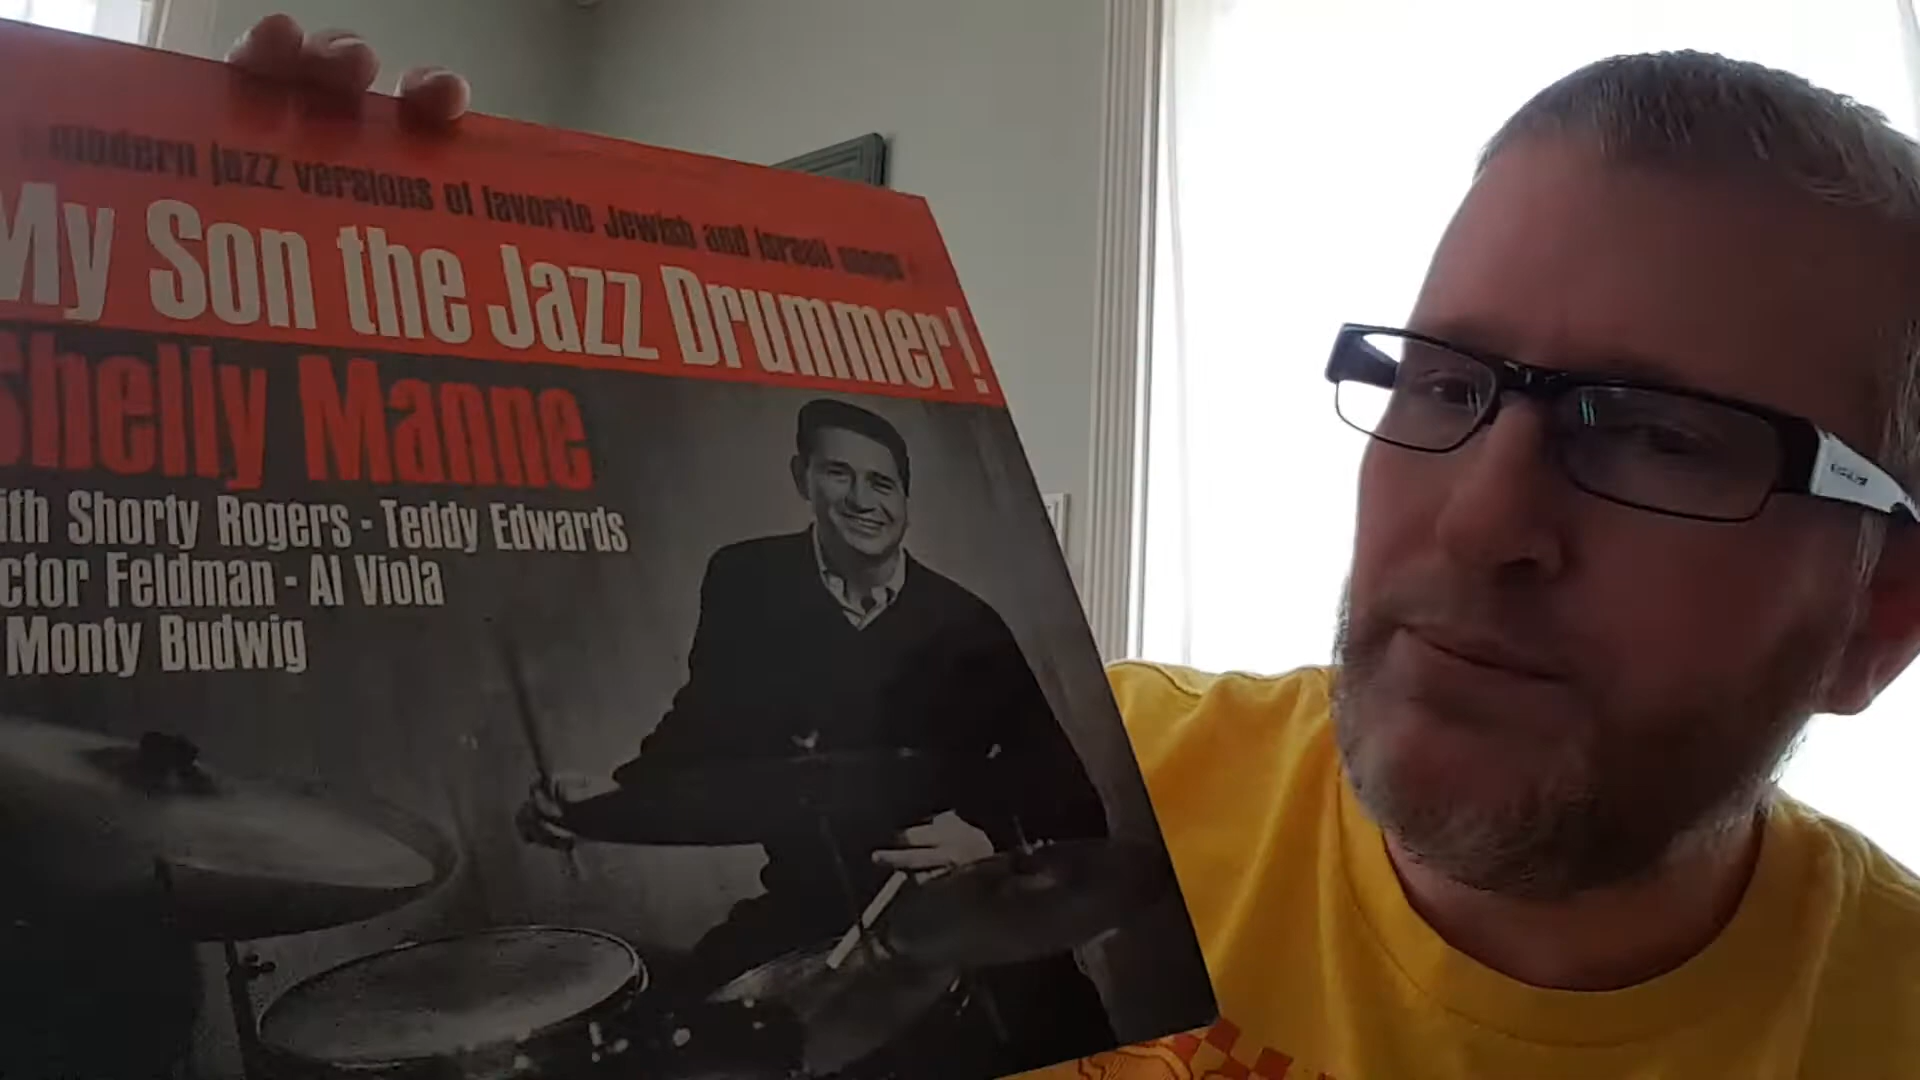 modern jazz versions of favorite Jewish and Israeli songs
My Son the Jazz Drummer!
Shelly Manne
ith Shorty Rogers - Teddy Edwards
ctor Feldman - Al Viola
Monty Budwig